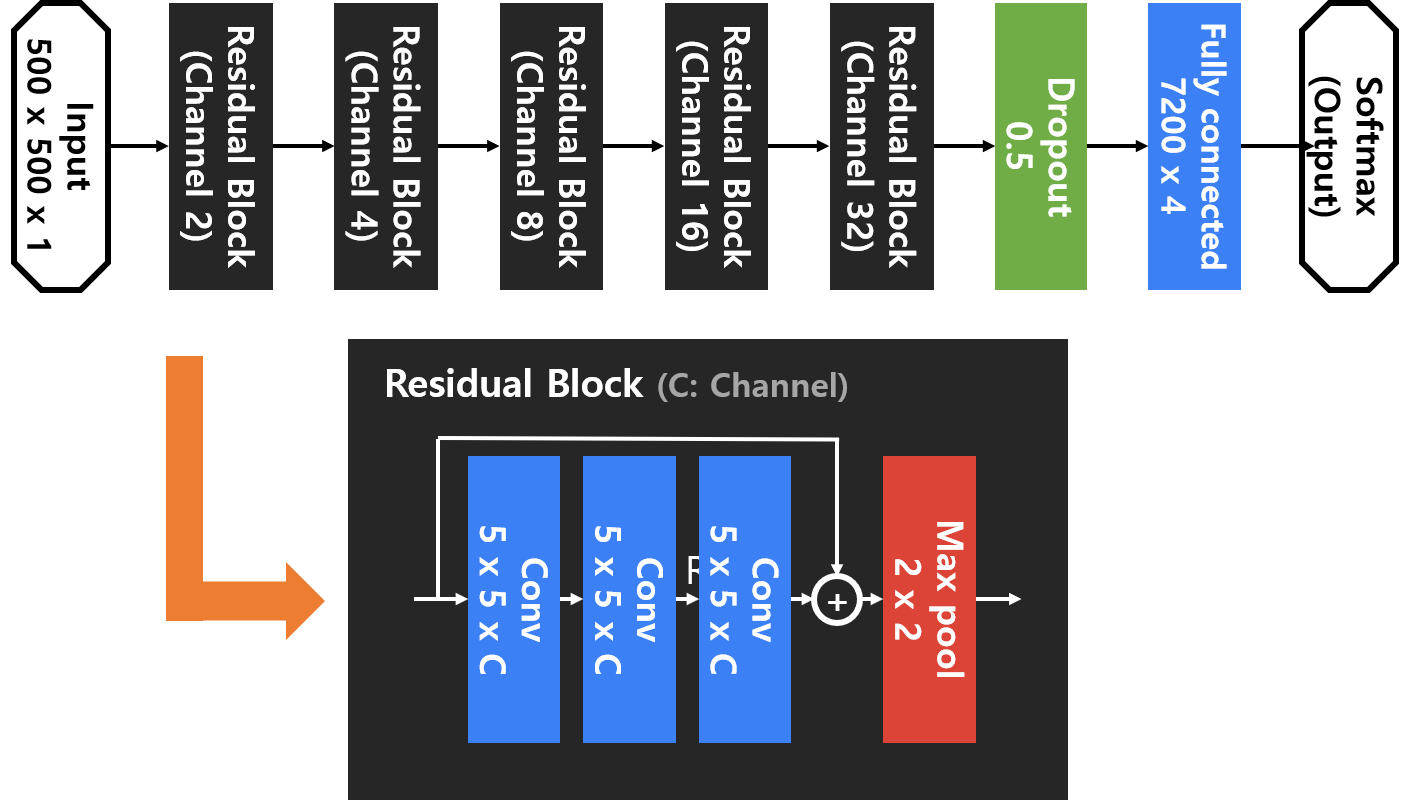 Input
500 x 500 x 1
Residual Block
(Channel 2)
Residual Block
(Channel 4)
Residual Block
(Channel 8)
Residual Block
(Channel 16)
Residual Block
(Channel 32)
Dropout
0.5
Fully connected
7200 x 4
Softmax
(Output)
Residual Block (C: Channel)
Conv
5 x 5 x C
Conv
5 x 5 x C
Conv
5 x 5 x C
+
Max pool
2 x 2